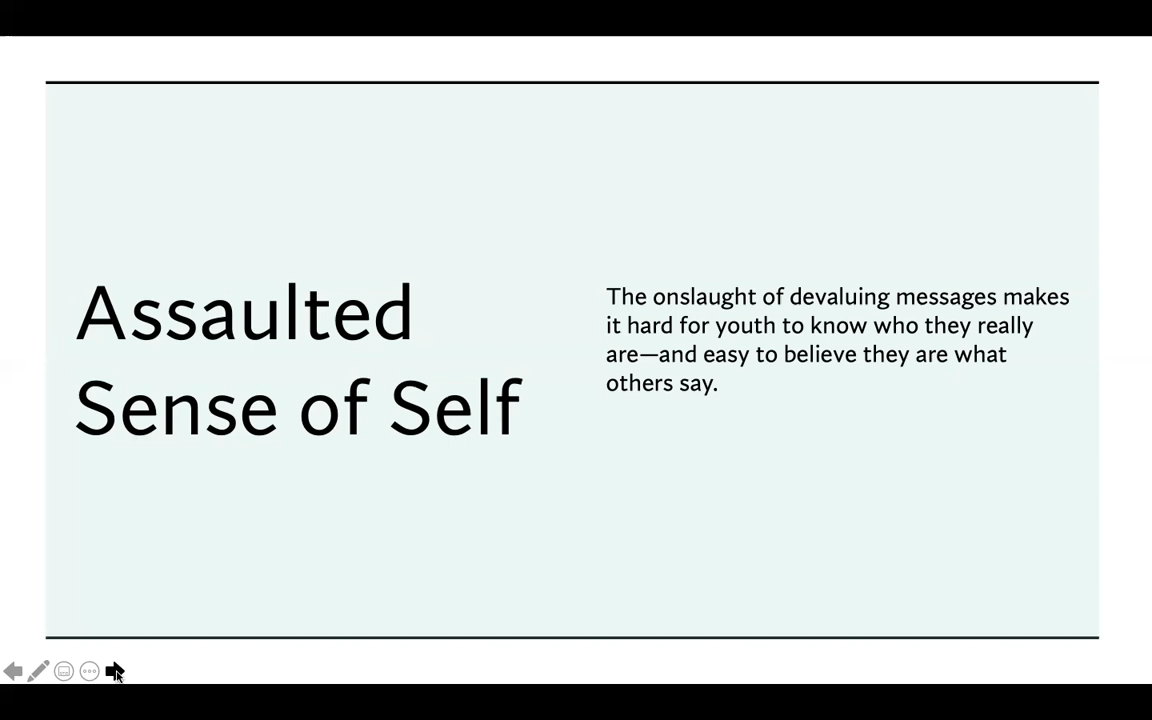 Assaulted
Sense of Self
The onslaught of devaluing messages makes
it hard for youth to know who they really
are—and easy to believe they are what
others say.